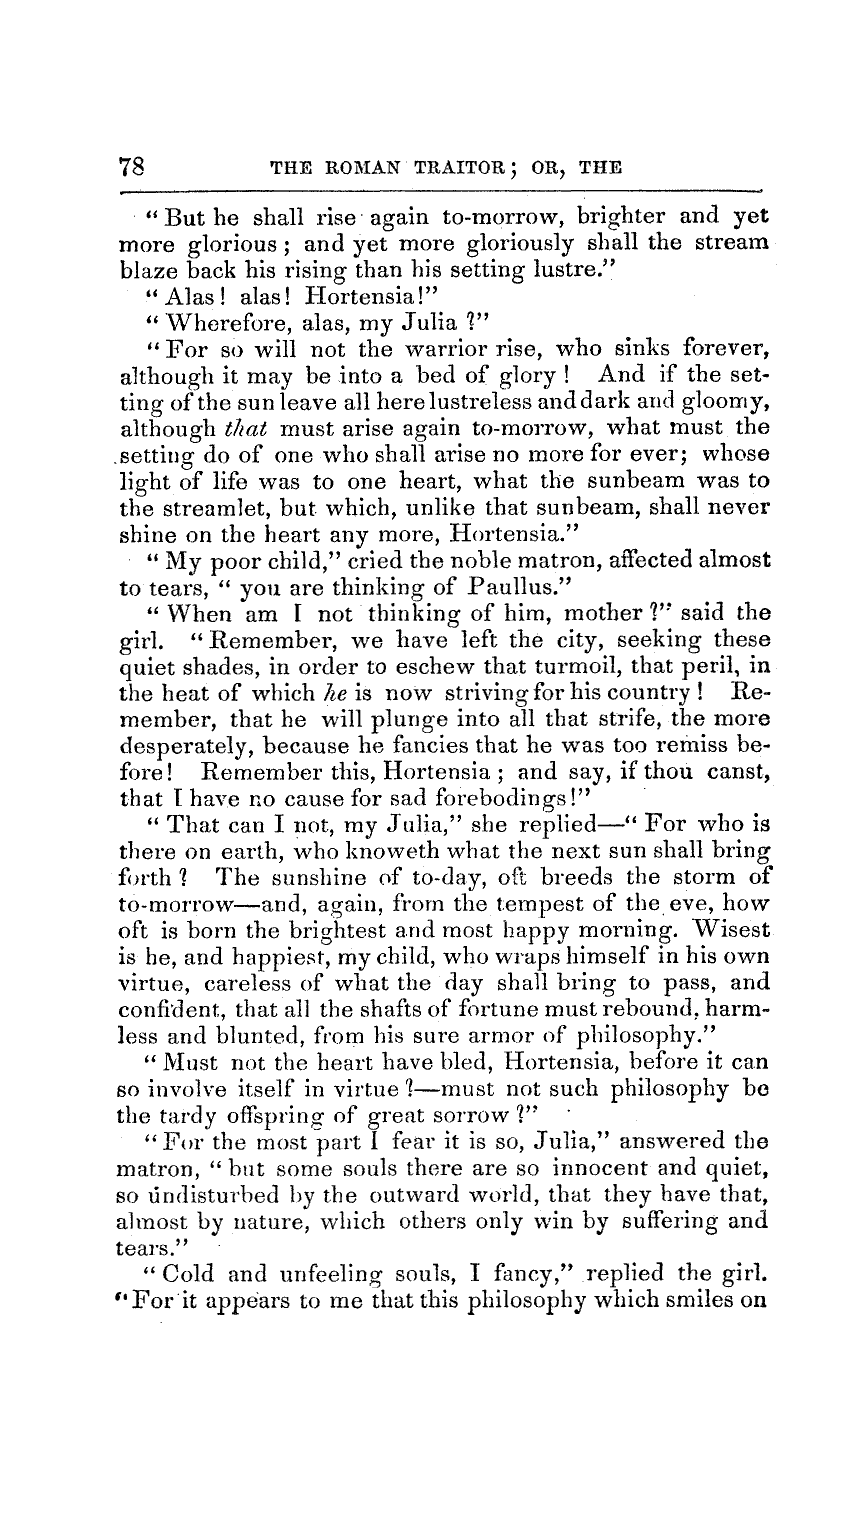 78 THE ROMAN TRAITOR; OR, THE
"But he shall rise again to-morrow, brighter and yet
more glorious; and yet more gloriously shall the stream
blaze back his rising than his setting lustre."
"Alas! alas! Hortensia!"
"Wherefore, alas, my Julia?"
"For so will not the warrior rise, who sinks forever,
although it may be into a bed of glory! And if the set-
ting of the sun leave all here lustreless and dark and gloomy,
although that must arise again to-morrow, what must the
setting do of one who shall arise no more for ever; whose
light of life was to one heart, what the sunbeam was to
the streamlet, but which, unlike that sunbeam, shall never
shine on the heart any more, Hortensia."
"My poor child," cried the noble matron, affected almost
to tears, "you are thinking of Paullus."
"When am I not thinking of him, mother?" said the
girl. "Remember, we have left the city, seeking these
quiet shades, in order to eschew that turmoil, that peril, in
the heat of which he is now striving for his country! Re-
member, that he will plunge into all that strife, the more
desperately, because he fancies that he was too remiss be-
fore! Remember this, Hortensia; and say, if thou canst,
that I have no cause for sad forebodings!"
"That can I not, my Julia," she replied—"For who is
there on earth, who knoweth what the next sun shall bring
forth? The sunshine of to-day, oft breeds the storm of
to-morrow—and, again, from the tempest of the eve, how
oft is born the brightest and most happy morning. Wisest
is he, and happiest, my child, who wraps himself in his own
virtue, careless of what the day shall bring to pass, and
confident, that all the shafts of fortune must rebound, harm-
less and blunted, from his sure armor of philosophy."
"Must not the heart have bled, Hortensia, before it can
so involve itself in virtue?—must not such philosophy be
the tardy offspring of great sorrow?"
"For the most part I fear it is so, Julia," answered the
matron, "but some souls there are so innocent and quiet,
so undisturbed by the outward world, that they have that,
almost by nature, which others only win by suffering and
tears."
"Cold and unfeeling souls, I fancy," replied the girl.
"For it appears to me that this philosophy which smiles on